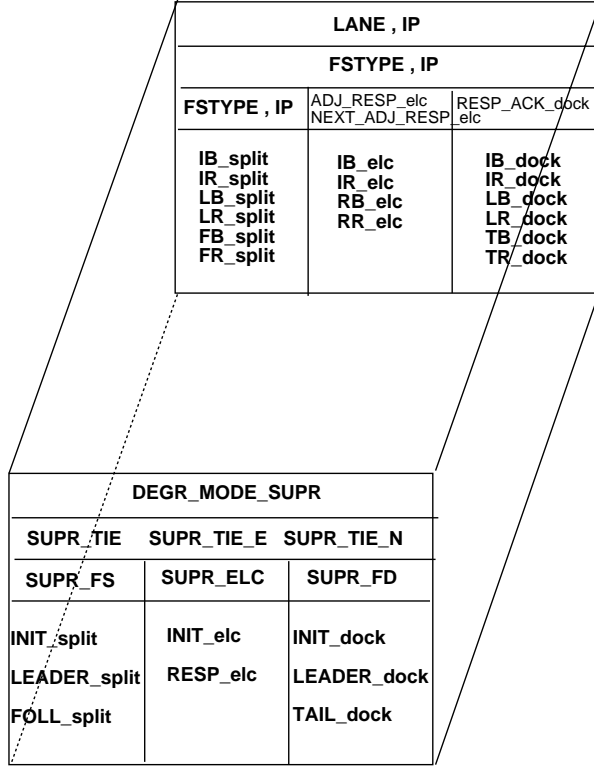 LANE , IP
FSTYPE , IP
FSTYPE , IP
ADJ_RESP_elc
NEXT_ADJ_RESP_elc
RESP_ACK_dock
IB_split
IR_split
LB_split
LR_split
FB_split
FR_split
IB_elc
IR_elc
RB_elc
RR_elc
IB_dock
IR_dock
LB_dock
LR_dock
TB_dock
TR_dock
DEGR_MODE_SUPR
SUPR_TIE SUPR_TIE_E SUPR_TIE_N
SUPR_FS SUPR_ELC SUPR_FD
INIT_split
LEADER_split
FOLL_split
INIT_elc
RESP_elc
INIT_dock
LEADER_dock
TAIL_dock